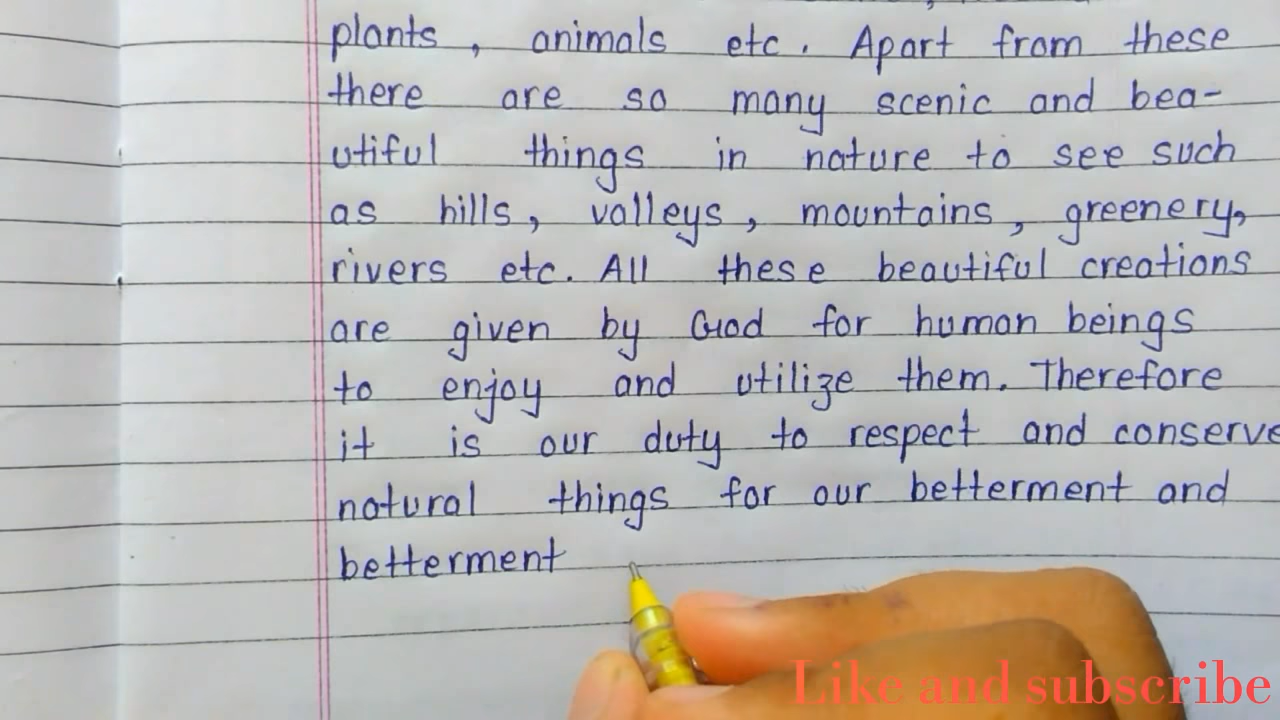 plants, animals etc. Apart from these
there are so many scenic and bea-
utiful things in nature to see such
as hills, valleys, mountains, greenery,
rivers etc. All these beautiful creations
are given by God for human beings
to enjoy and utilize them. Therefore
it is our duty to respect and conserve
natural things for our betterment and
betterment
Like and subscribe